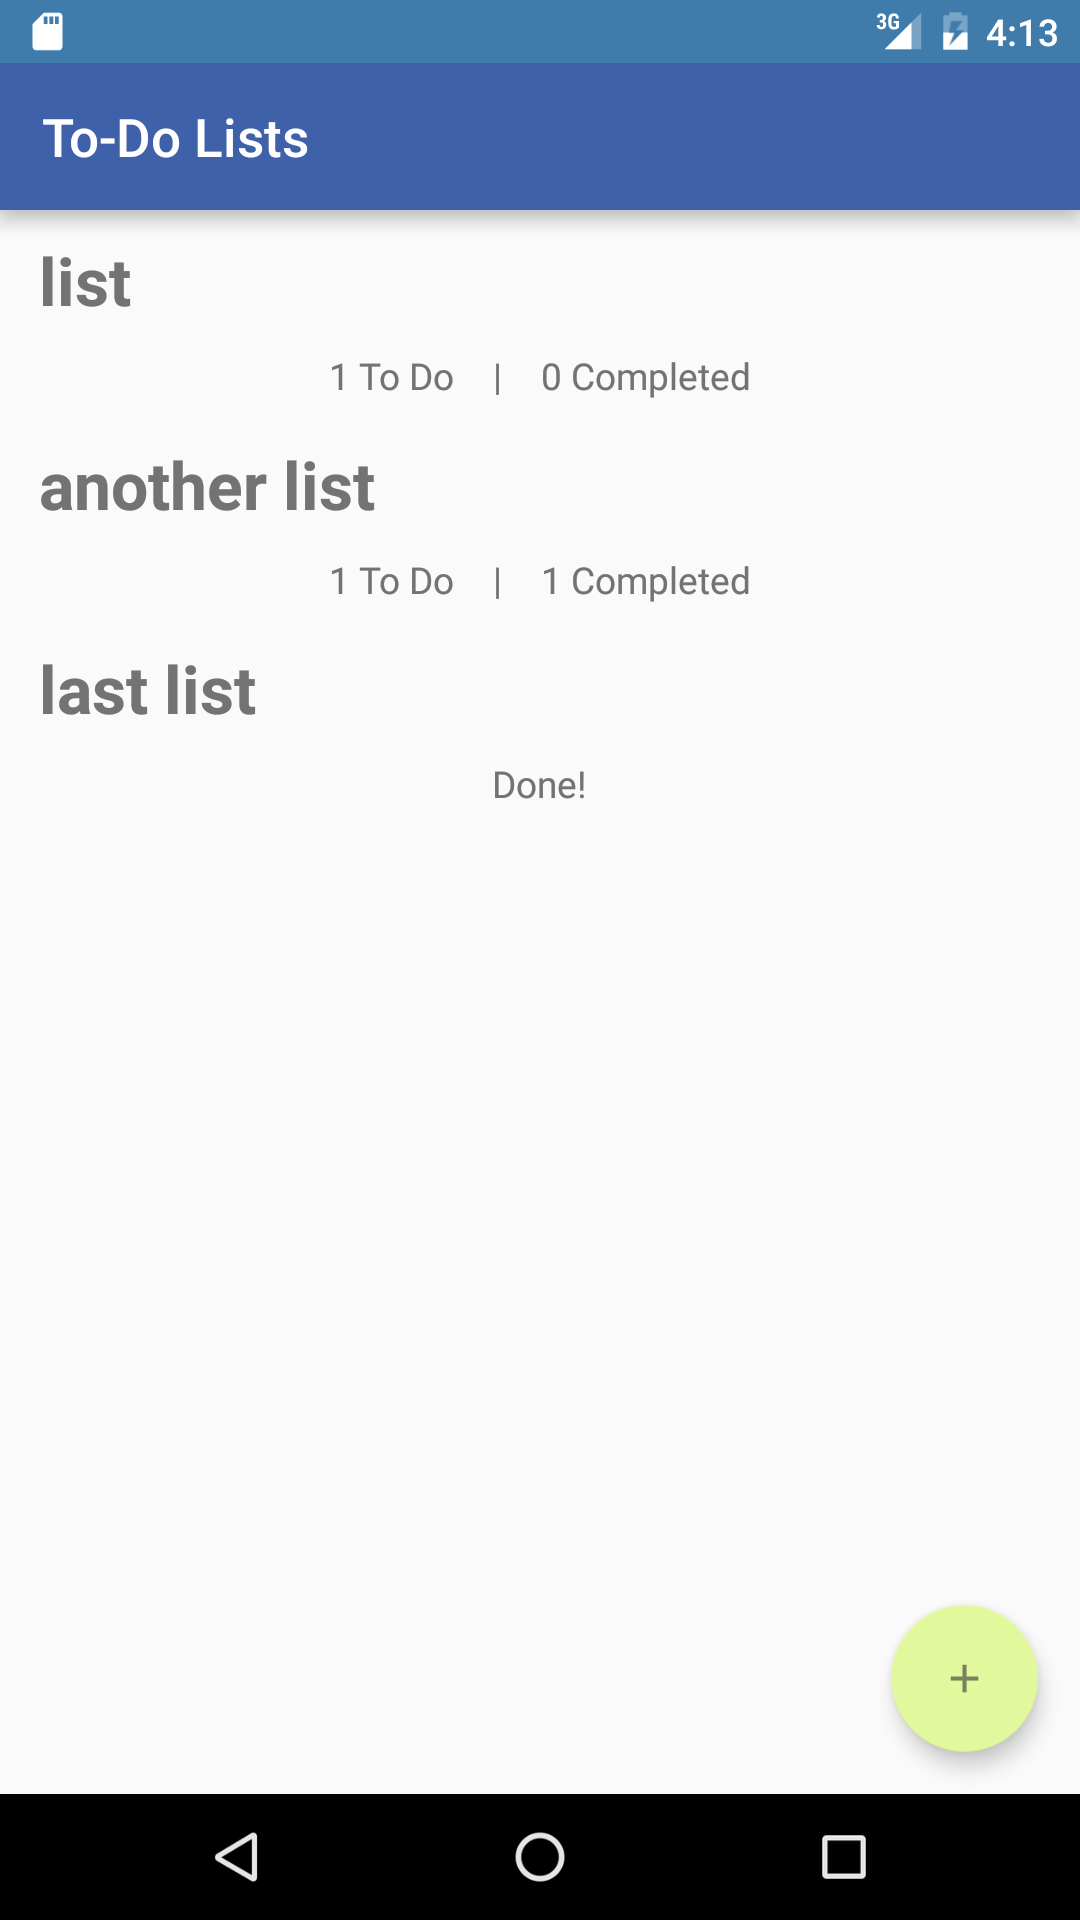 3G 4:13
To-Do Lists
list
1 To Do | 0 Completed
another list
1 To Do | 1 Completed
last list
Done!
+